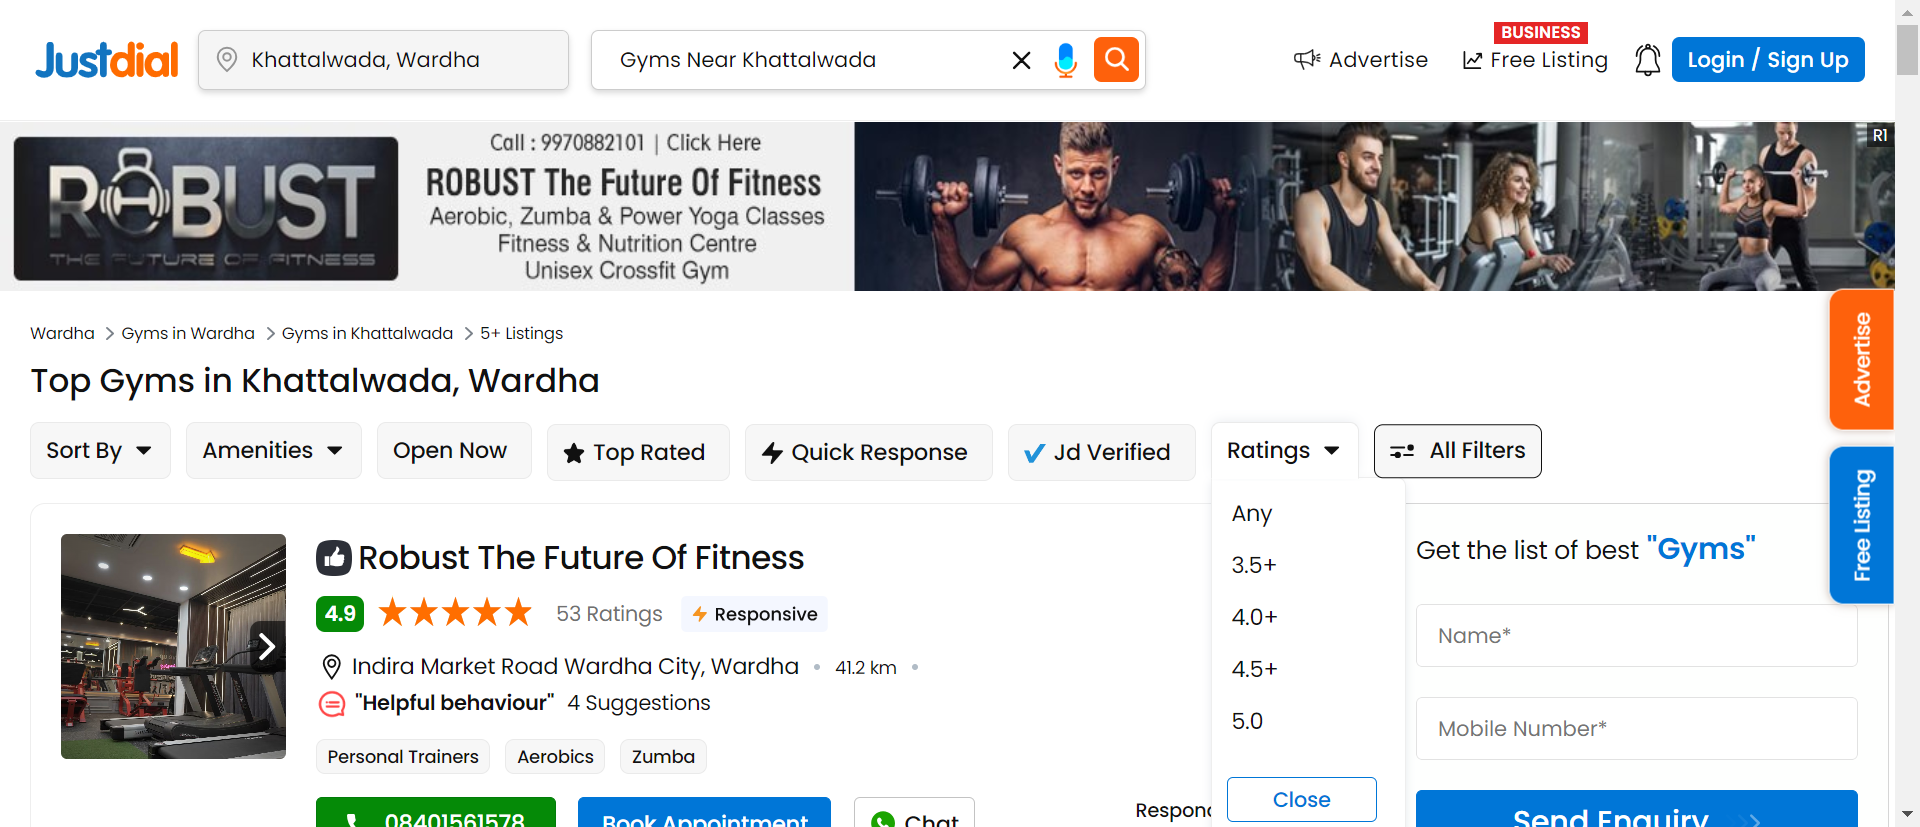 Justdial
Khattalwada, Wardha
Gyms Near Khattalwada
Advertise
BUSINESS
Free Listing
Login / Sign Up
ROBUST
THE FUTURE OF FITNESS
Call : 9970882101 | Click Here
ROBUST The Future Of Fitness
Aerobic, Zumba & Power Yoga Classes
Fitness & Nutrition Centre
Unisex Crossfit Gym
R1
Wardha > Gyms in Wardha > Gyms in Khattalwada > 5+ Listings
Top Gyms in Khattalwada, Wardha
Sort By
Amenities
Open Now
Top Rated
Quick Response
Jd Verified
Ratings
All Filters
Any
3.5+
4.0+
4.5+
5.0
Close
Robust The Future Of Fitness
4.9
53 Ratings
Responsive
Indira Market Road Wardha City, Wardha • 41.2 km •
"Helpful behaviour" 4 Suggestions
Personal Trainers
Aerobics
Zumba
08401561578
Book Appointment
Chat
Get the list of best "Gyms"
Name*
Mobile Number*
Send Enquiry
Advertise
Free Listing